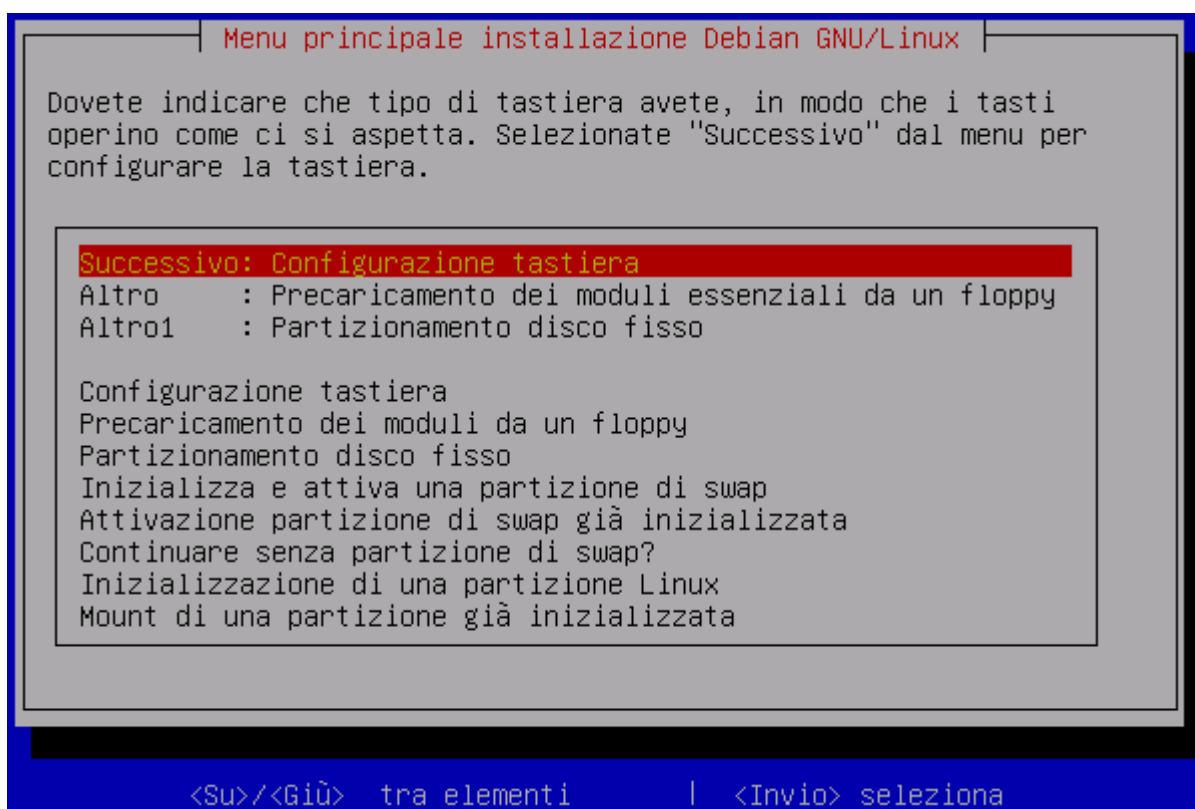 Menu principale installazione Debian GNU/Linux
Dovete indicare che tipo di tastiera avete, in modo che i tasti
operino come ci si aspetta. Selezionate "Successivo" dal menu per
configurare la tastiera.
Successivo: Configurazione tastiera
Altro     : Precaricamento dei moduli essenziali da un floppy
Altro1    : Partizionamento disco fisso
Configurazione tastiera
Precaricamento dei moduli da un floppy
Partizionamento disco fisso
Inizializza e attiva una partizione di swap
Attivazione partizione di swap già inizializzata
Continuare senza partizione di swap?
Inizializzazione di una partizione Linux
Mount di una partizione già inizializzata
<Su>/<Giù>  tra elementi       |  <Invio> seleziona